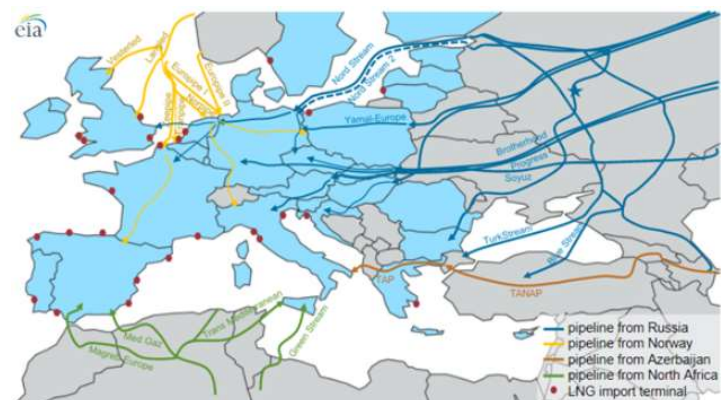 eia
Vesterled
Langeled
Europipe I
Europipe II
Nord Stream
Nord Stream 2
Yamal-Europe
Brotherhood
Progress
Soyuz
TurkStream
Blue Stream
TAP
TANAP
Trans Mediterranean
Green Stream
Med Gaz
Magreb Europe
pipeline from Russia
pipeline from Norway
pipeline from Azerbaijan
pipeline from North Africa
LNG import terminal